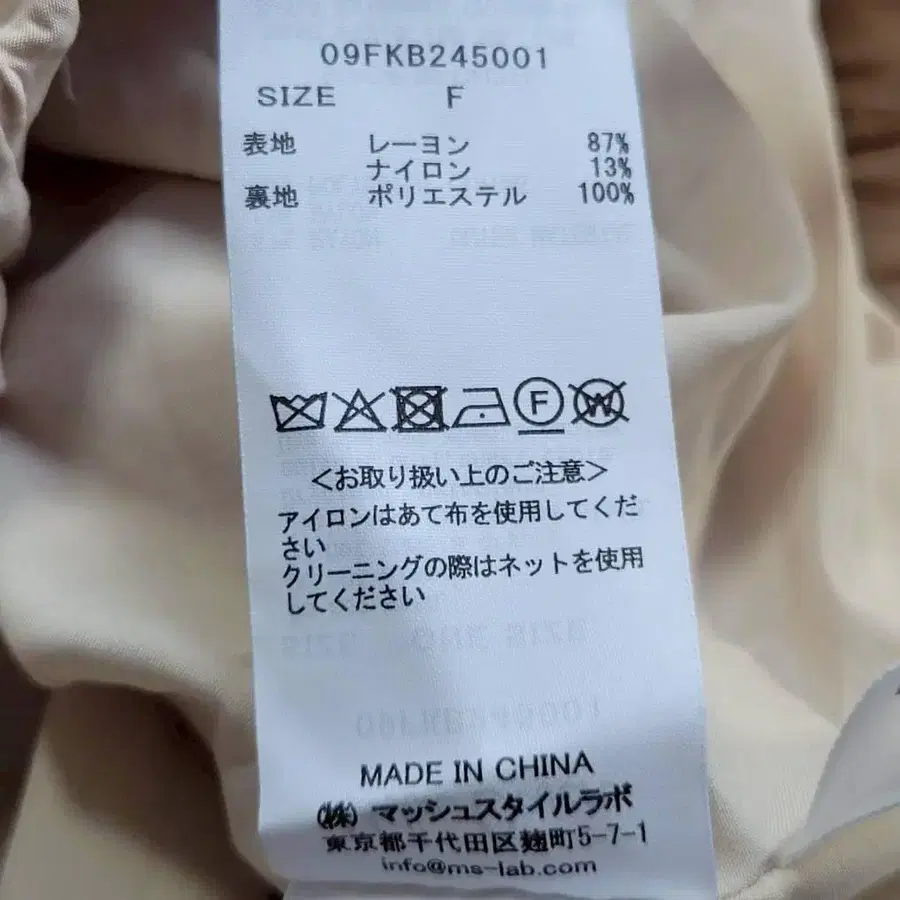 09FKB245001
SIZE F
表地 レーヨン 87%
ナイロン 13%
裏地 ポリエステル 100%
F W
<お取り扱い上のご注意>
アイロンはあて布を使用してくだ
さい
クリーニングの際はネットを使用
してください
MADE IN CHINA
㈱ マッシュスタイルラボ
東京都千代田区麹町5-7-1
info@ms-lab.com